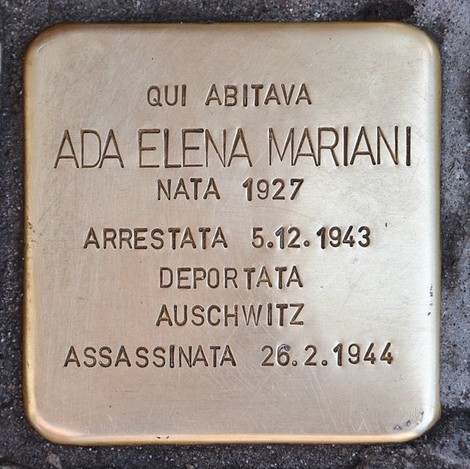 QUI ABITAVA
ADA ELENA MARIANI
NATA 1927
ARRESTATA 5.12.1943
DEPORTATA
AUSCHWITZ
ASSASSINATA 26.2.1944